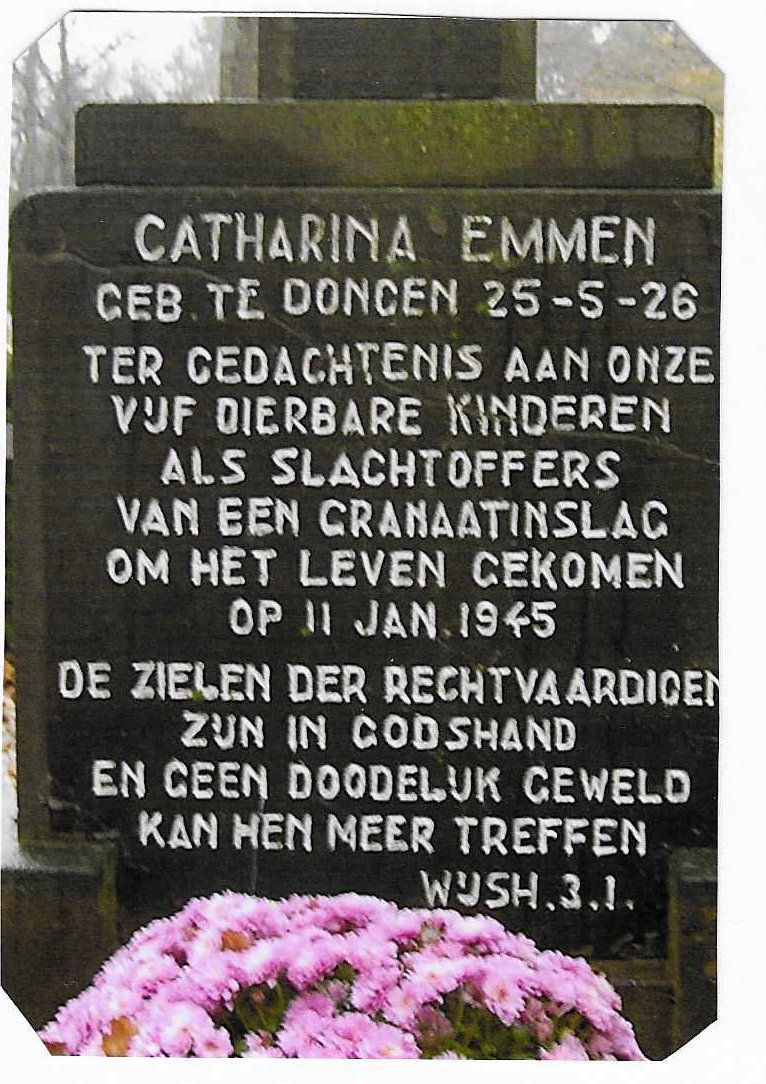 CATHARINA EMMEN
GEB. TE DONGEN 25-5-26
TER GEDACHTENIS AAN ONZE
VIJF DIERBARE KINDEREN
ALS SLACHTOFFERS
VAN EEN GRANAATINSLAG
OM HET LEVEN GEKOMEN
OP 11 JAN. 1945
DE ZIELEN DER RECHTVAARDIGEN
ZIJN IN GODSHAND
EN GEEN DOODELIJK GEWELD
KAN HEN MEER TREFFEN
WIJSH. 3.1.